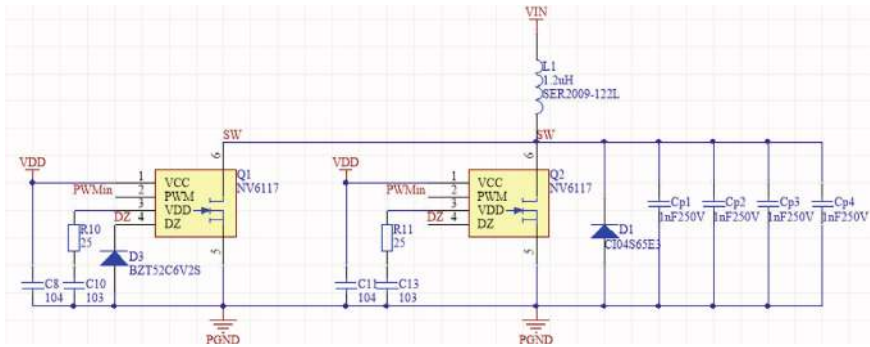 VIN
L1
1.2uH
SER2009-122L
SW
SW
6
6
VDD
VDD
1
VCC
Q1
NV6117
1
VCC
Q2
NV6117
PWMin
2
PWM
PWMin
2
PWM
3
VDD
3
VDD
DZ
4
DZ
DZ
4
DZ
Cp1
1nF250V
Cp2
1nF250V
Cp3
1nF250V
Cp4
1nF250V
R10
25
R11
25
D1
D3
BZT52C6V2S
5
5
C8
104
C10
103
C11
104
C13
103
PGND
PGND